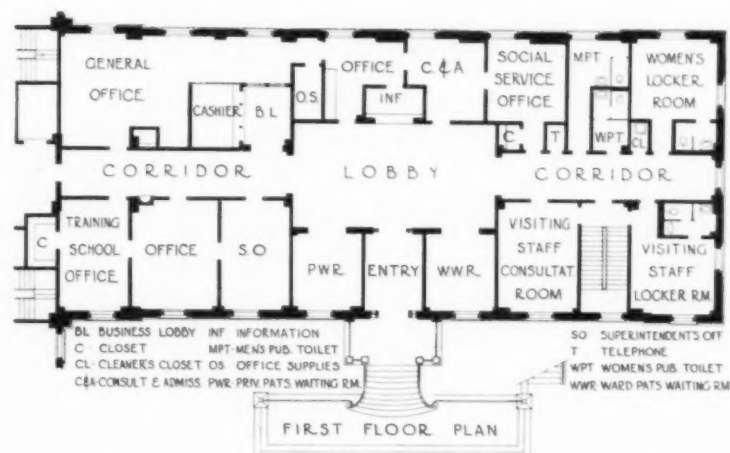 GENERAL
OFFICE
CASHIER
B L
O.S.
OFFICE
INF
C.&A
SOCIAL
SERVICE
OFFICE
C
T
MPT
WPT
WOMEN'S
LOCKER
ROOM
CL
CORRIDOR
LOBBY
CORRIDOR
C
TRAINING
SCHOOL
OFFICE
OFFICE
S.O
PWR
ENTRY
WWR
VISITING
STAFF
CONSULTAT.
ROOM
VISITING
STAFF
LOCKER R.M.
BL BUSINESS LOBBY INF INFORMATION
C · CLOSET MPT·MEN'S PUB. TOILET
CL·CLEANER'S CLOSET OS OFFICE SUPPLIES
C&A·CONSULT & ADMISS. PWR·PRIV. PATS WAITING RM.
SO SUPERINTENDENT'S OFF
T TELEPHONE
WPT WOMEN'S PUB. TOILET
WWR·WARD PATS WAITING RM.
FIRST FLOOR PLAN